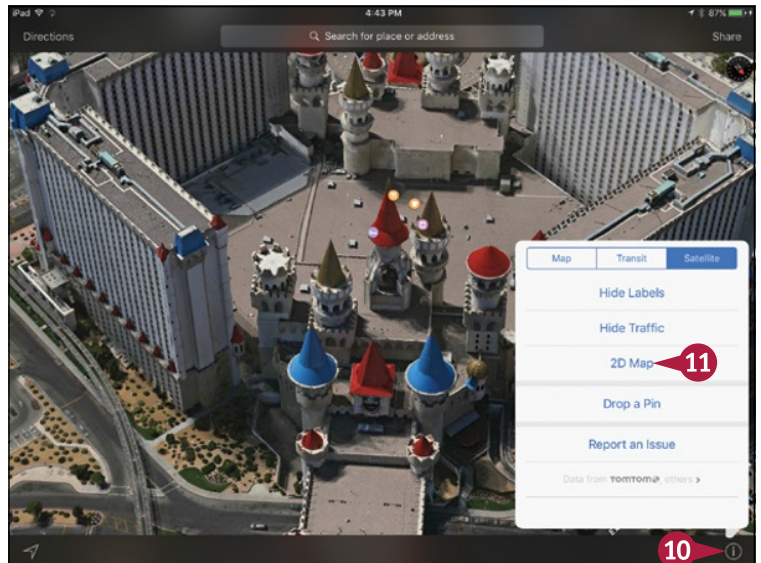 iPad 4:43 PM 87%
Directions Search for place or address Share
Map Transit Satellite
Hide Labels
Hide Traffic
2D Map 11
Drop a Pin
Report an Issue
Data from TOMTOM, others >
10